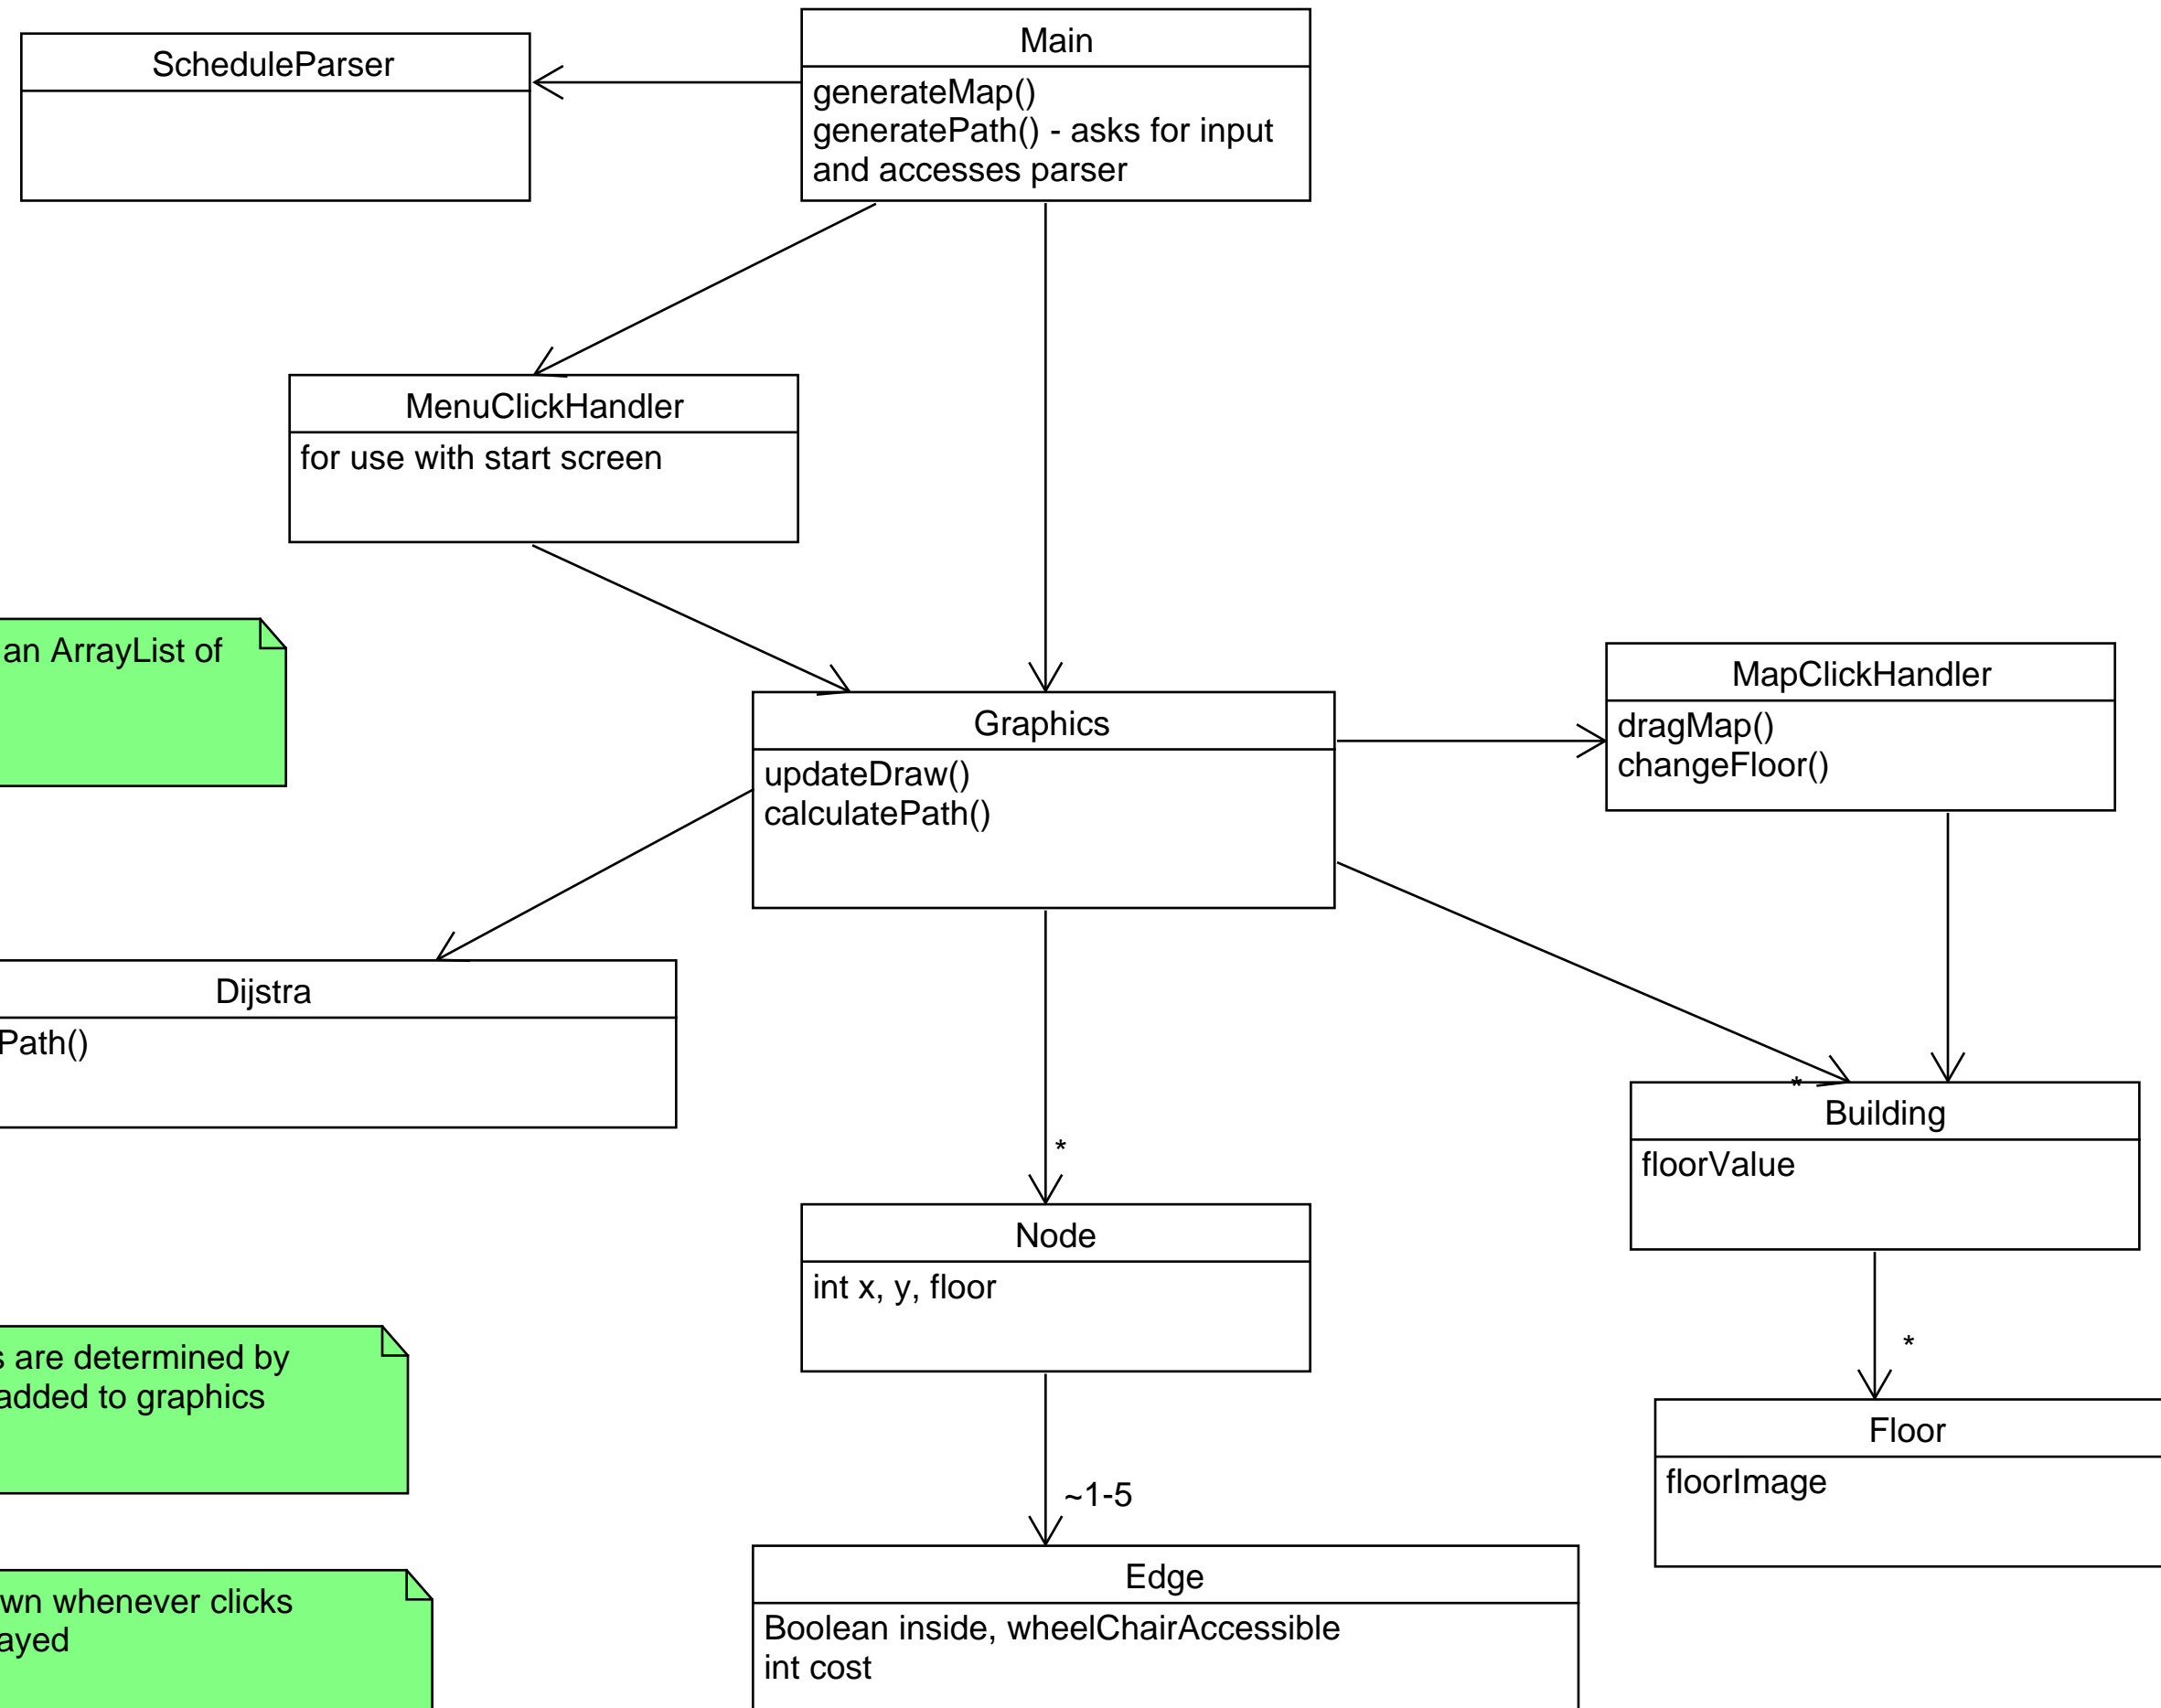 ScheduleParser
Main
generateMap()
generatePath() - asks for input
and accesses parser
MenuClickHandler
for use with start screen
an ArrayList of
Graphics
updateDraw()
calculatePath()
MapClickHandler
dragMap()
changeFloor()
Dijstra
Path()
*
Building
floorValue
*
Node
int x, y, floor
are determined by
added to graphics
*
Floor
floorImage
~1-5
Edge
Boolean inside, wheelChairAccessible
int cost
whenever clicks